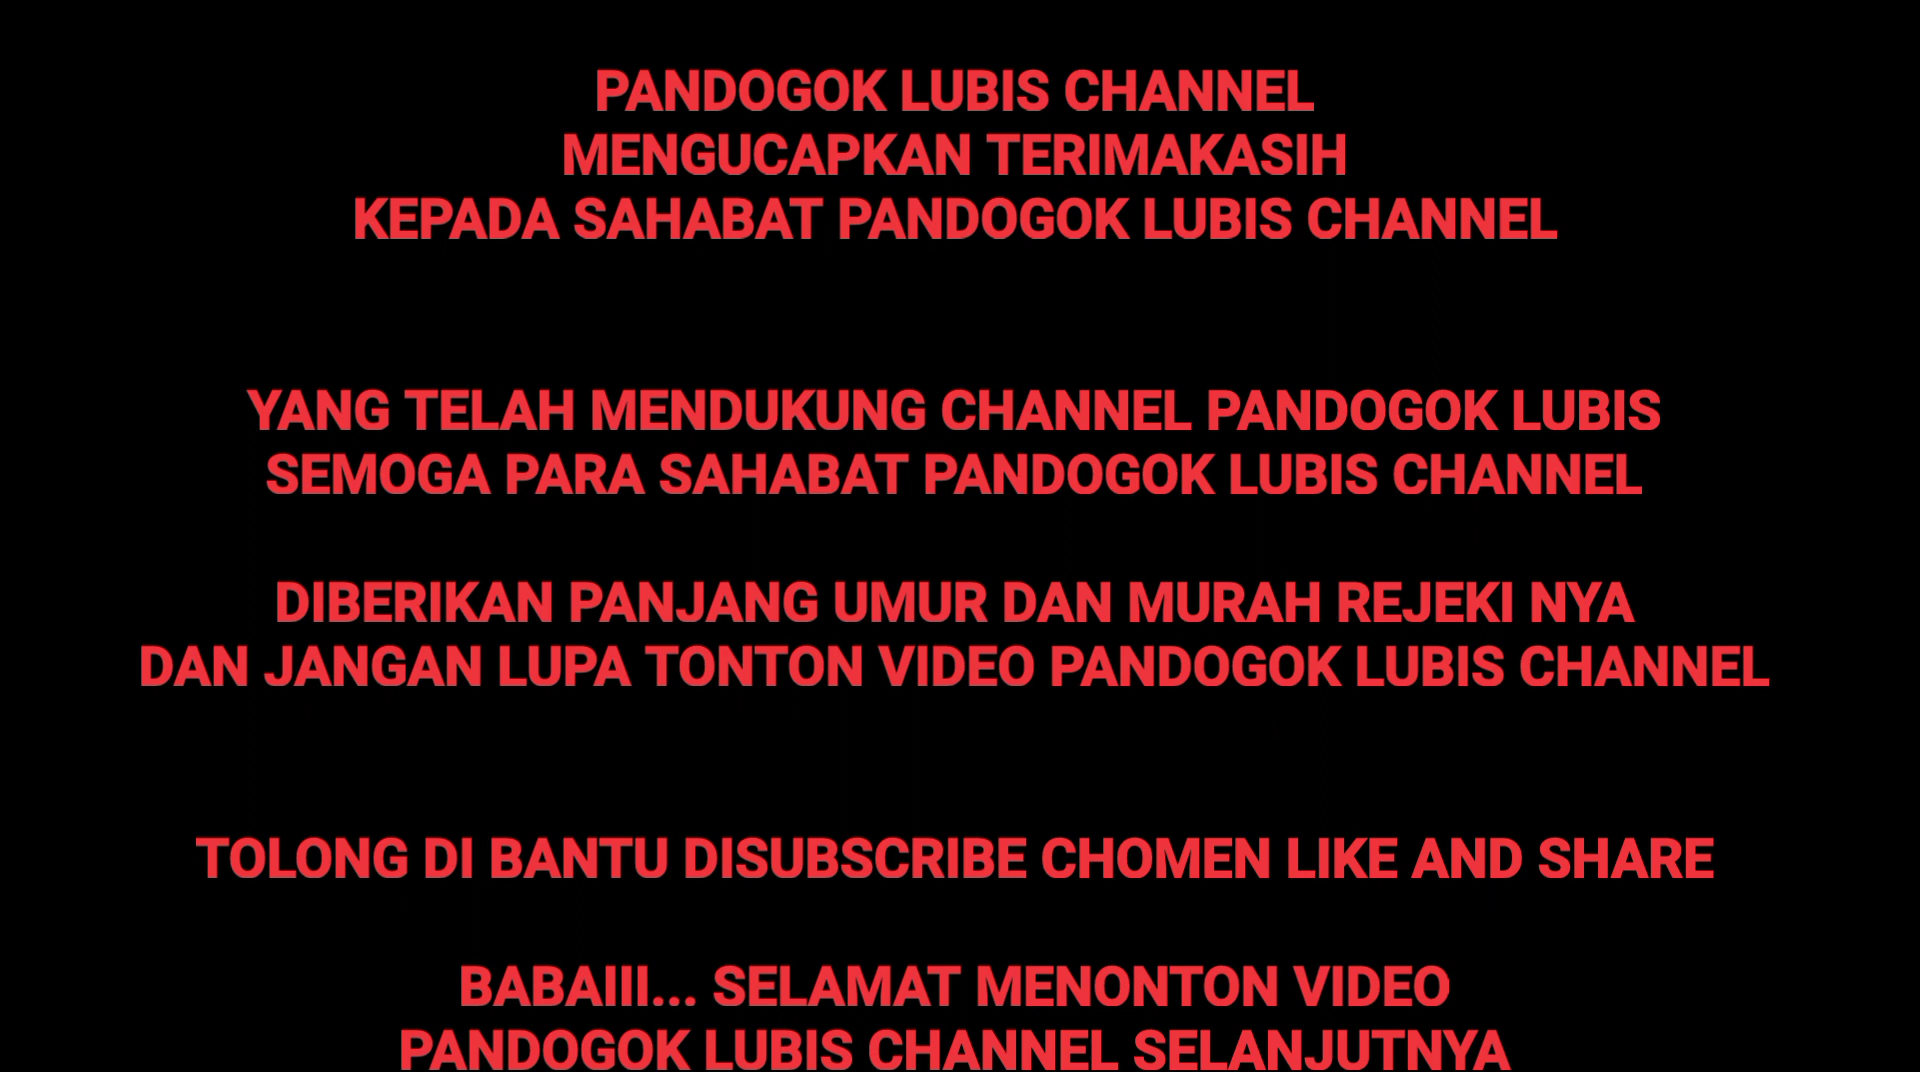 PANDOGOK LUBIS CHANNEL
MENGUCAPKAN TERIMAKASIH
KEPADA SAHABAT PANDOGOK LUBIS CHANNEL
YANG TELAH MENDUKUNG CHANNEL PANDOGOK LUBIS
SEMOGA PARA SAHABAT PANDOGOK LUBIS CHANNEL
DIBERIKAN PANJANG UMUR DAN MURAH REJEKI NYA
DAN JANGAN LUPA TONTON VIDEO PANDOGOK LUBIS CHANNEL
TOLONG DI BANTU DISUBSCRIBE CHOMEN LIKE AND SHARE
BABAIII... SELAMAT MENONTON VIDEO
PANDOGOK LUBIS CHANNEL SELANJUTNYA